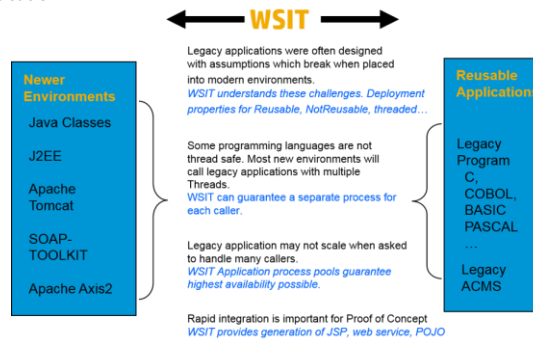 WSIT
Newer
Environments
Java Classes
J2EE
Apache
Tomcat
SOAP-
TOOLKIT
Apache Axis2
Legacy applications were often designed
with assumptions which break when placed
into modern environments.
WSIT understands these challenges. Deployment
properties for Reusable, NotReusable, threaded…
Some programming languages are not
thread safe. Most new environments will
call legacy applications with multiple
Threads.
WSIT can guarantee a separate process for
each caller.
Legacy application may not scale when asked
to handle many callers.
WSIT Application process pools guarantee
highest availability possible.
Rapid integration is important for Proof of Concept
WSIT provides generation of JSP, web service, POJO
Reusable
Applications
Legacy
Program
C,
COBOL,
BASIC
PASCAL
…
Legacy
ACMS